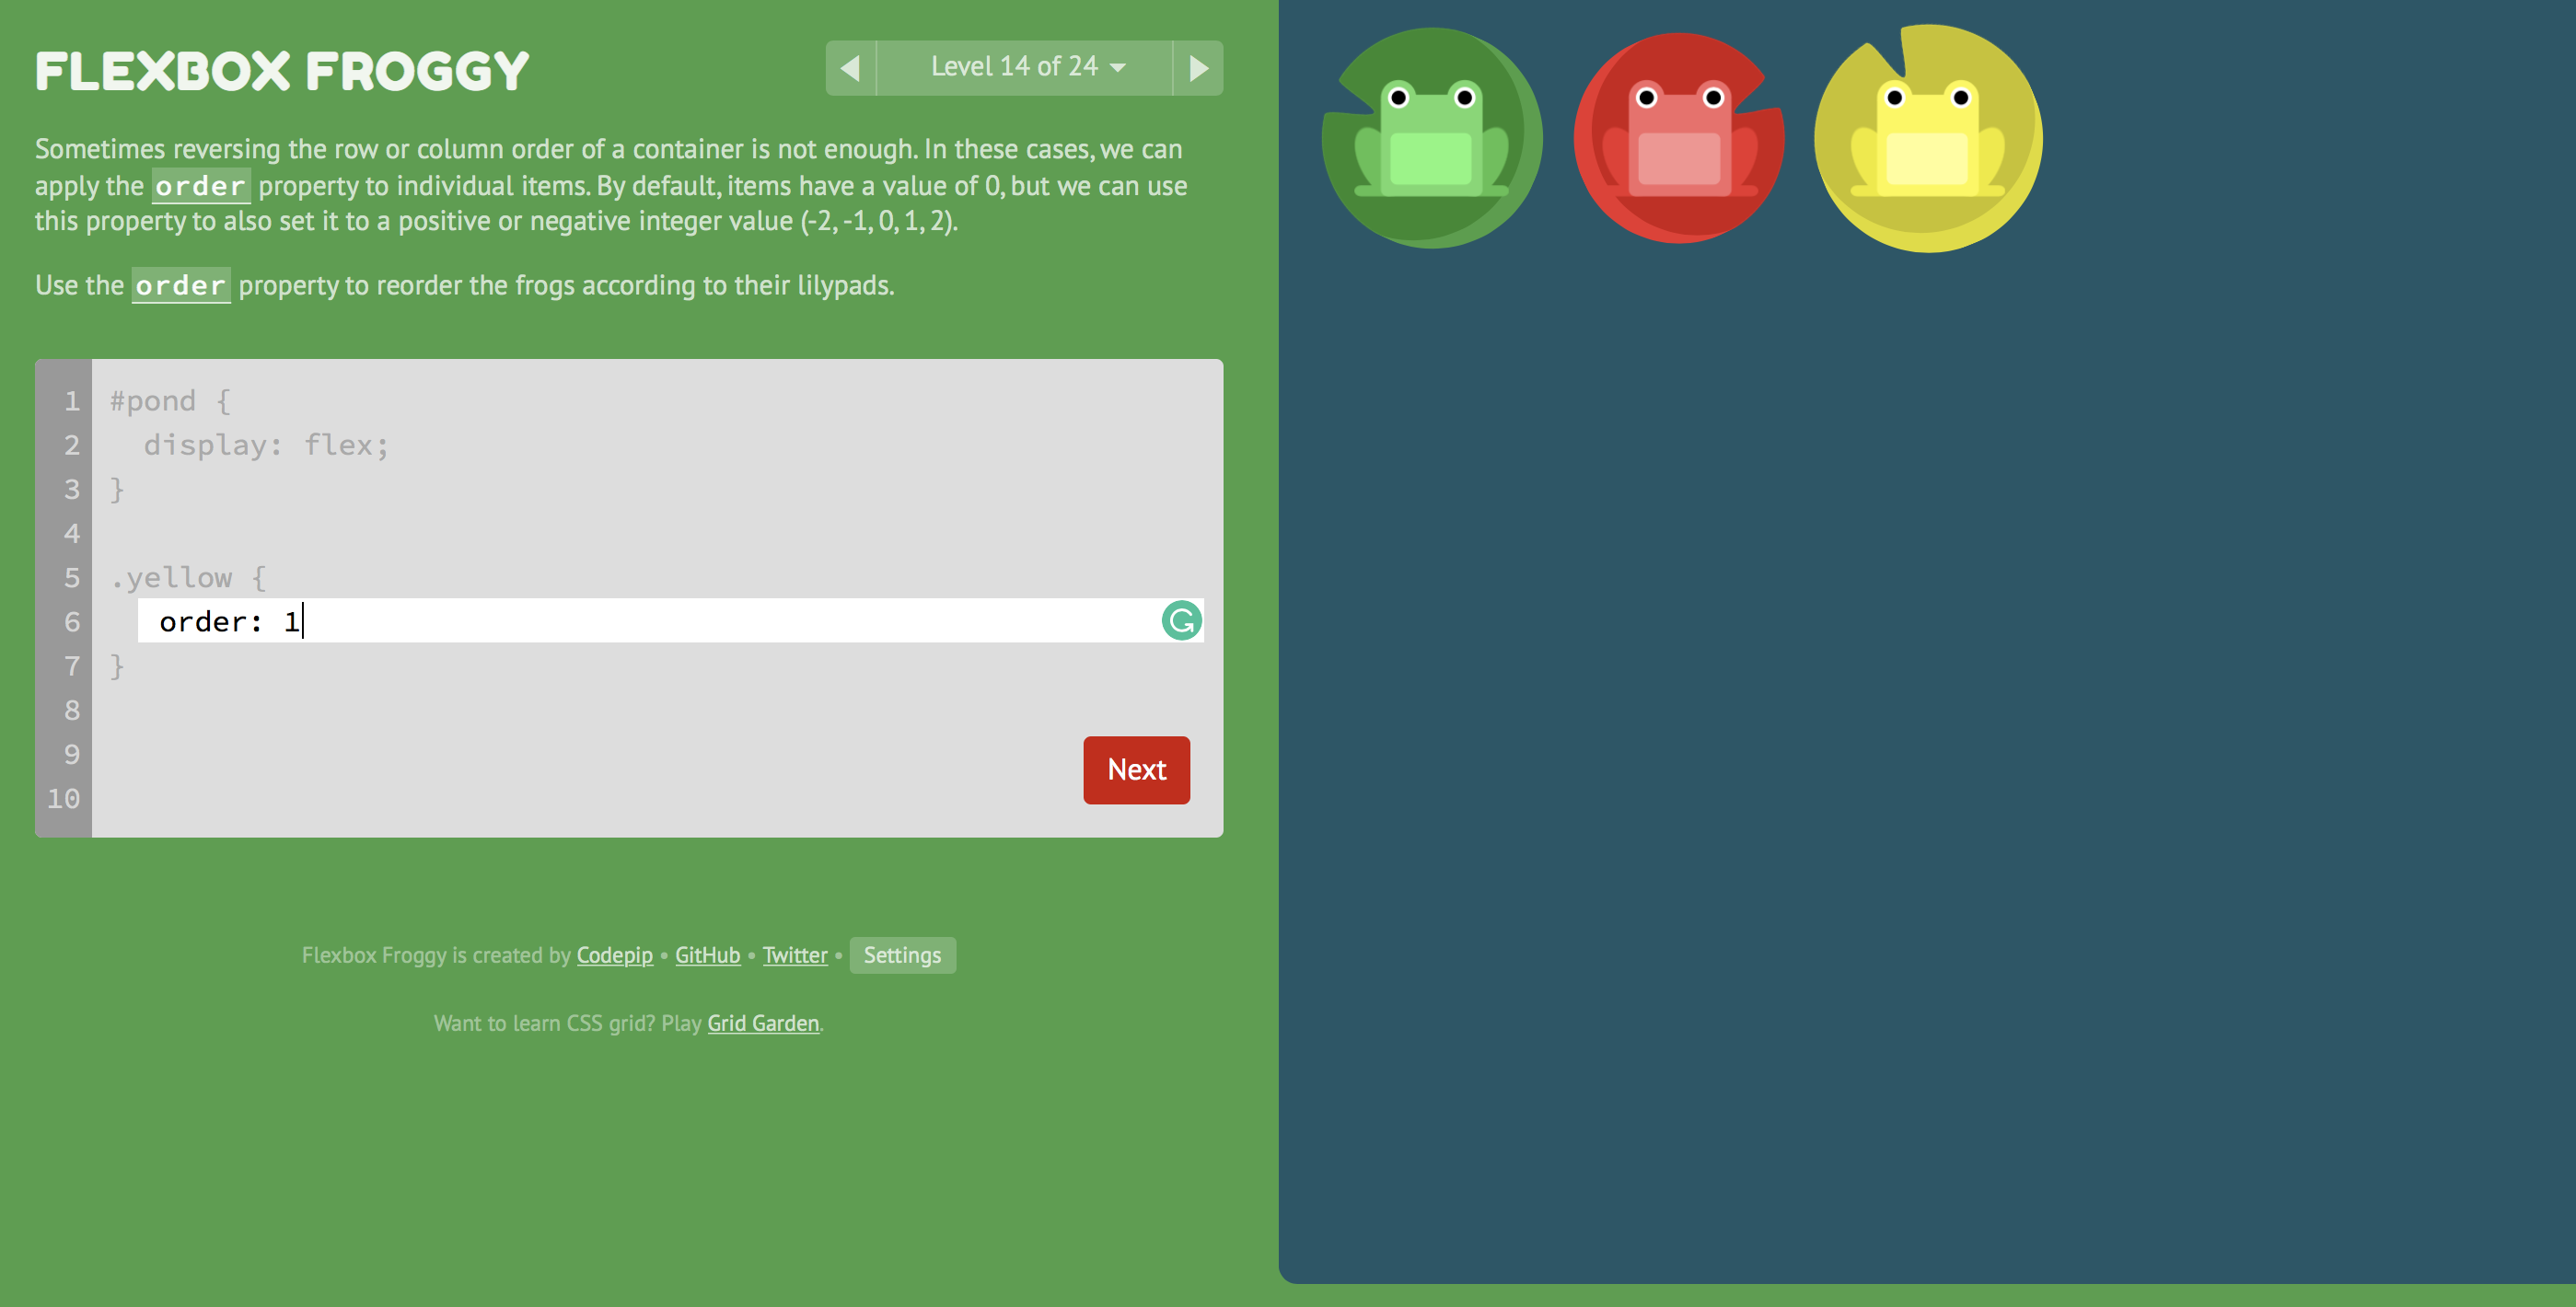 FLEXBOX FROGGY
Level 14 of 24
Sometimes reversing the row or column order of a container is not enough. In these cases, we can
apply the order property to individual items. By default, items have a value of 0, but we can use
this property to also set it to a positive or negative integer value (-2, -1, 0, 1, 2).
Use the order property to reorder the frogs according to their lilypads.
1 #pond {
2 display: flex;
3 }
4
5 .yellow {
6 order: 1
7 }
8
9
10
Next
Flexbox Froggy is created by Codepip • GitHub • Twitter • Settings
Want to learn CSS grid? Play Grid Garden.